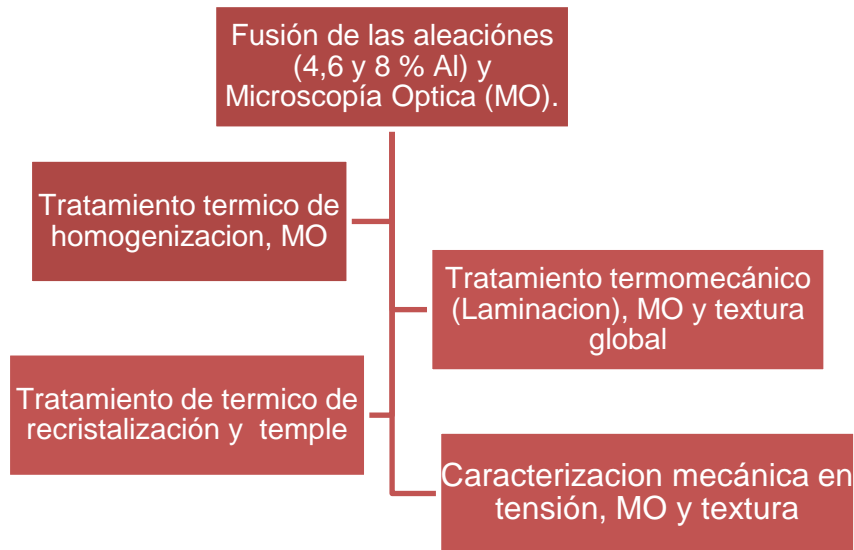 Fusión de las aleaciónes
(4,6 y 8 % Al) y
Microscopía Optica (MO).
Tratamiento termico de
homogenizacion, MO
Tratamiento termomecánico
(Laminacion), MO y textura
global
Tratamiento de termico de
recristalización y temple
Caracterizacion mecánica en
tensión, MO y textura